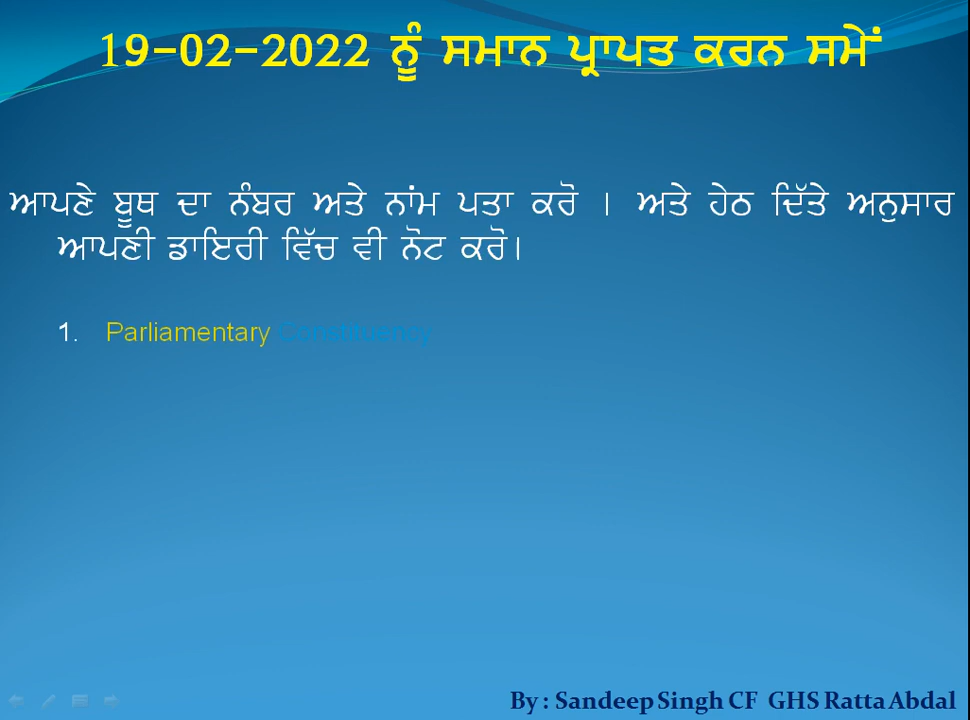 19-02-2022 ਨੂੰ ਸਮਾਨ ਪ੍ਰਾਪਤ ਕਰਨ ਸਮੇਂ
ਆਪਣੇ ਬੂਥ ਦਾ ਨੰਬਰ ਅਤੇ ਨਾਂਮ ਪਤਾ ਕਰੋ । ਅਤੇ ਹੇਠ ਦਿੱਤੇ ਅਨੁਸਾਰ
ਆਪਣੀ ਡਾਇਰੀ ਵਿੱਚ ਵੀ ਨੋਟ ਕਰੋ।
1. Parliamentary Constituency
By : Sandeep Singh CF GHS Ratta Abdal